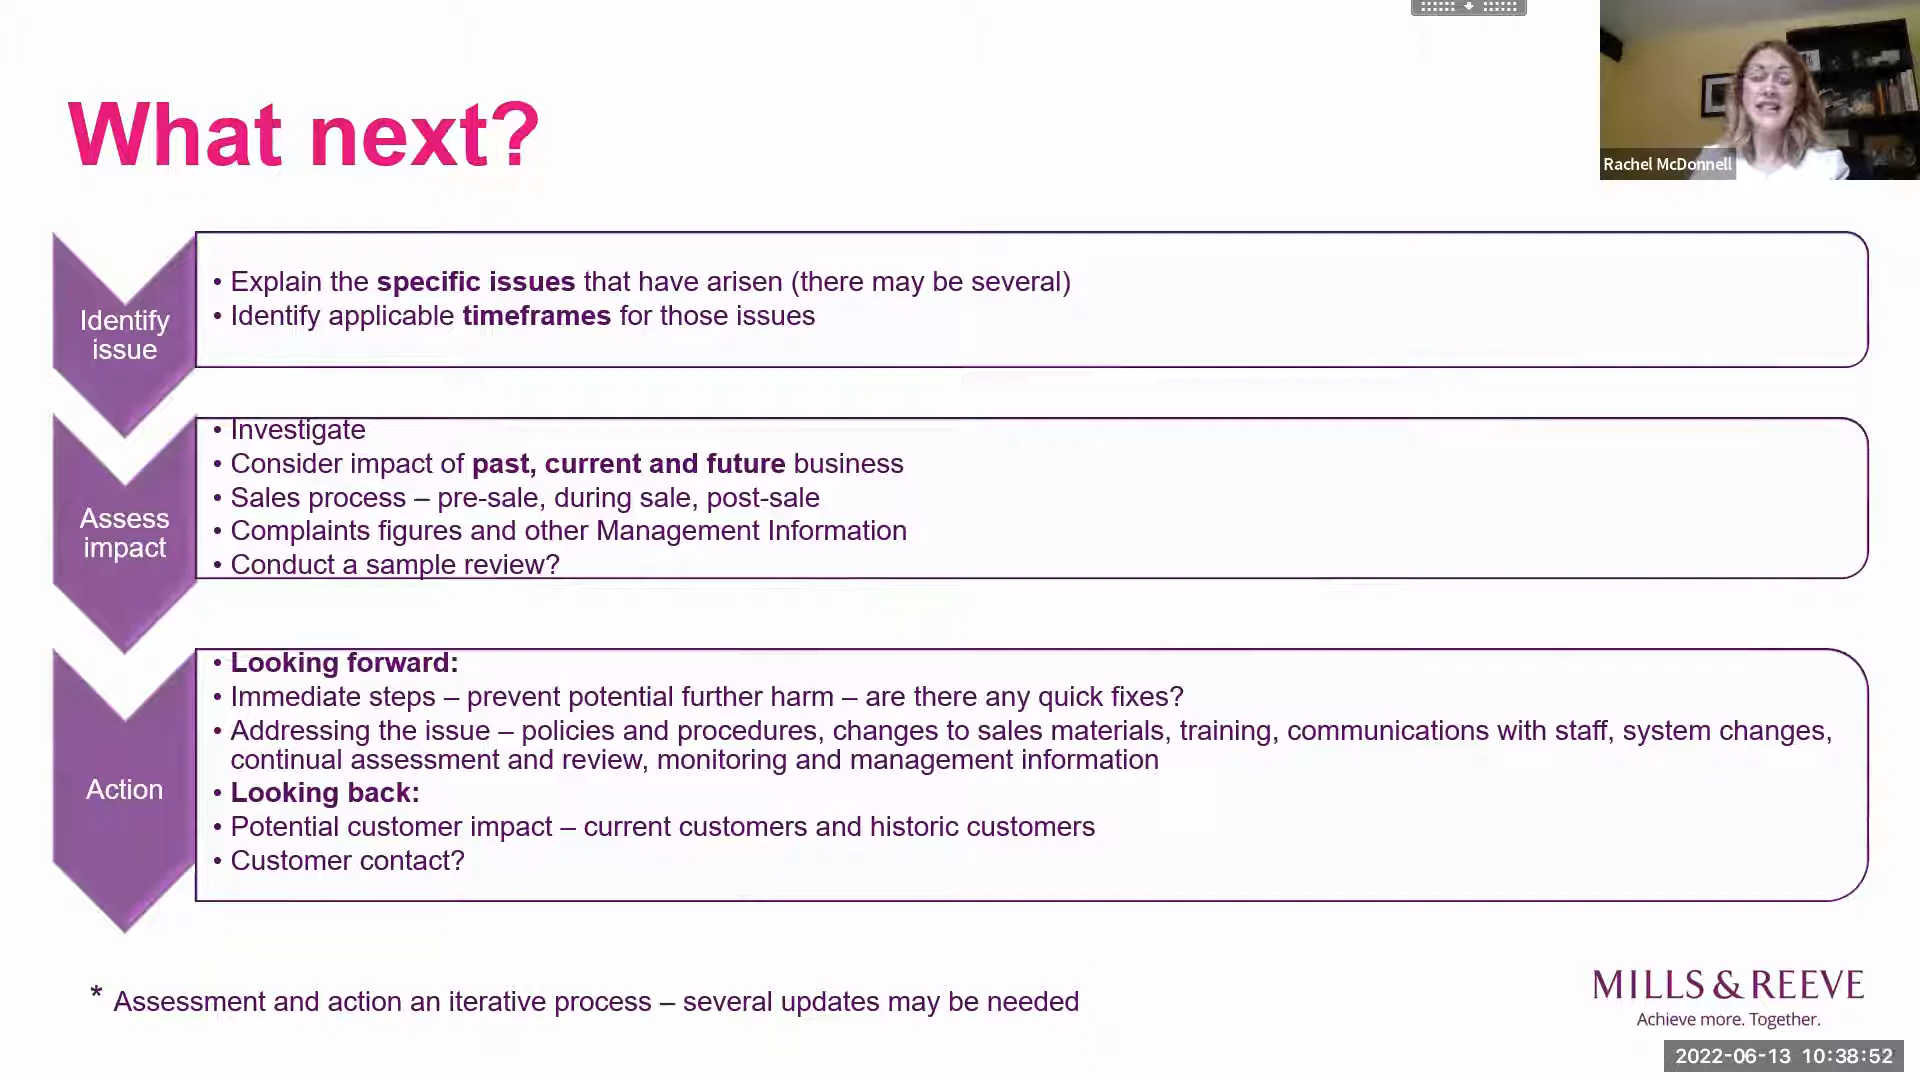 What next?
Rachel McDonnell
Identify
issue
• Explain the specific issues that have arisen (there may be several)
• Identify applicable timeframes for those issues
Assess
impact
• Investigate
• Consider impact of past, current and future business
• Sales process – pre-sale, during sale, post-sale
• Complaints figures and other Management Information
• Conduct a sample review?
Action
• Looking forward:
• Immediate steps – prevent potential further harm – are there any quick fixes?
• Addressing the issue – policies and procedures, changes to sales materials, training, communications with staff, system changes,
continual assessment and review, monitoring and management information
• Looking back:
• Potential customer impact – current customers and historic customers
• Customer contact?
* Assessment and action an iterative process – several updates may be needed
MILLS & REEVE
Achieve more. Together.
2022-06-13 10:38:52